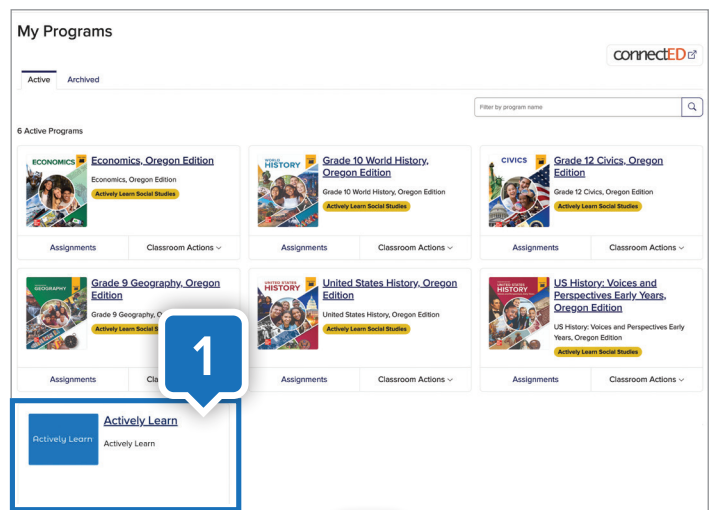 My Programs
connectED
Active Archived
Filter by program name
6 Active Programs
ECONOMICS
Economics, Oregon Edition
Economics, Oregon Edition
Actively Learn Social Studies
Assignments Classroom Actions
WORLD
HISTORY
Grade 10 World History,
Oregon Edition
Grade 10 World History, Oregon Edition
Actively Learn Social Studies
Assignments Classroom Actions
CIVICS
Grade 12 Civics, Oregon
Edition
Grade 12 Civics, Oregon Edition
Actively Learn Social Studies
Assignments Classroom Actions
GEOGRAPHY
Grade 9 Geography, Oregon
Edition
Grade 9 Geography, O
Actively Learn Social S
Assignments Cla
1
UNITED STATES
HISTORY
United States History, Oregon
Edition
United States History, Oregon Edition
Actively Learn Social Studies
Assignments Classroom Actions
UNITED STATES
HISTORY
US History: Voices and
Perspectives Early Years,
Oregon Edition
US History: Voices and Perspectives Early
Years, Oregon Edition
Actively Learn Social Studies
Assignments Classroom Actions
Actively Learn
Actively Learn
Actively Learn